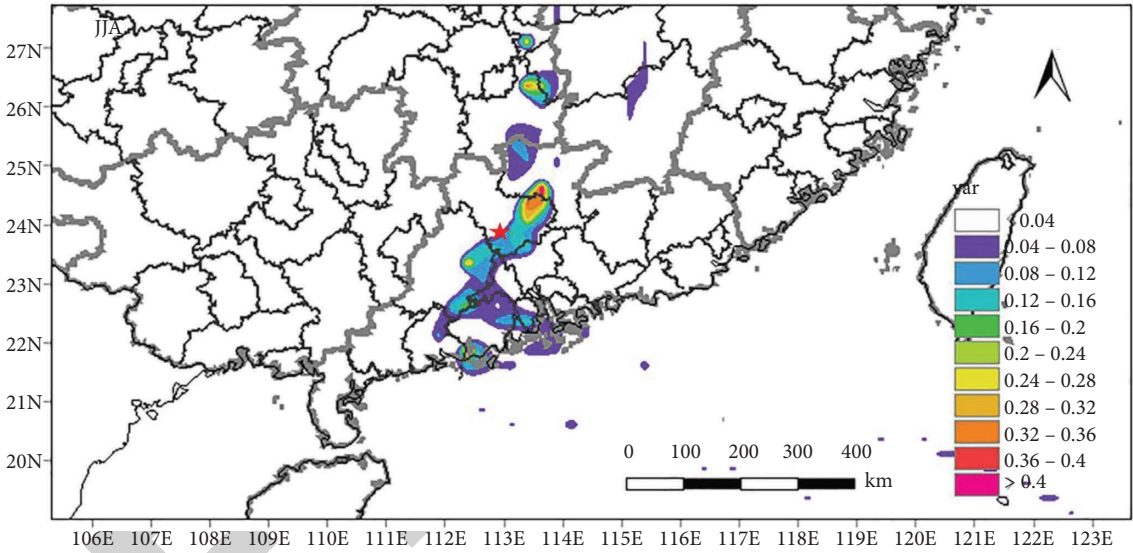 JJA
27N
26N
25N
24N
23N
22N
21N
20N
var
< 0.04
0.04 – 0.08
0.08 – 0.12
0.12 – 0.16
0.16 – 0.2
0.2 – 0.24
0.24 – 0.28
0.28 – 0.32
0.32 – 0.36
0.36 – 0.4
> 0.4
0 100 200 300 400
km
106E 107E 108E 109E 110E 111E 112E 113E 114E 115E 116E 117E 118E 119E 120E 121E 122E 123E